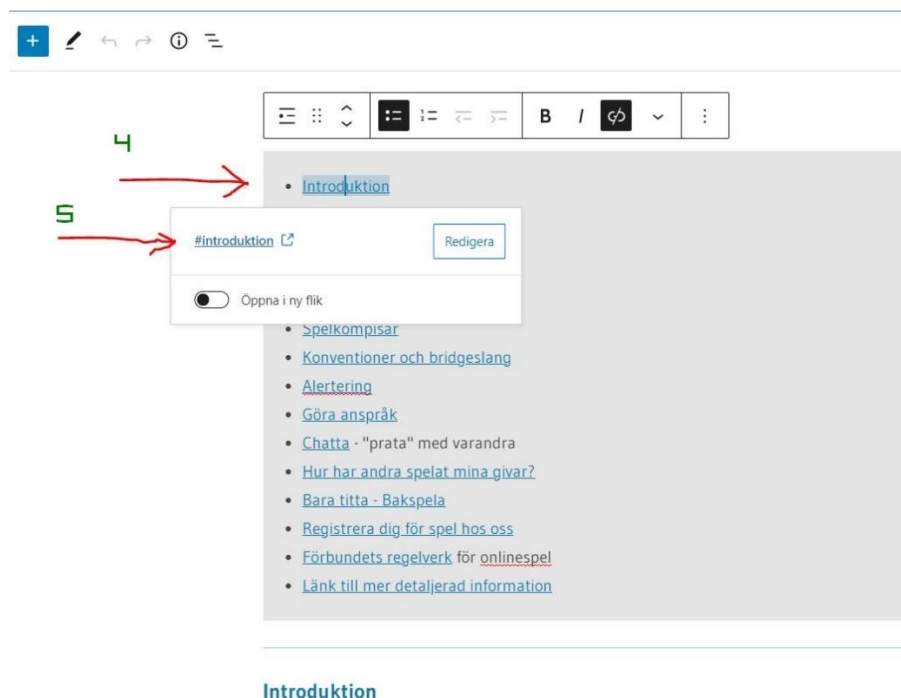 B I
4
Introduktion
5
#introduktion
Redigera
Öppna i ny flik
Spelkompisar
Konventioner och bridgeslang
Alertering
Göra anspråk
Chatta - "prata" med varandra
Hur har andra spelat mina givar?
Bara titta - Bakspela
Registrera dig för spel hos oss
Förbundets regelverk för onlinespel
Länk till mer detaljerad information
Introduktion